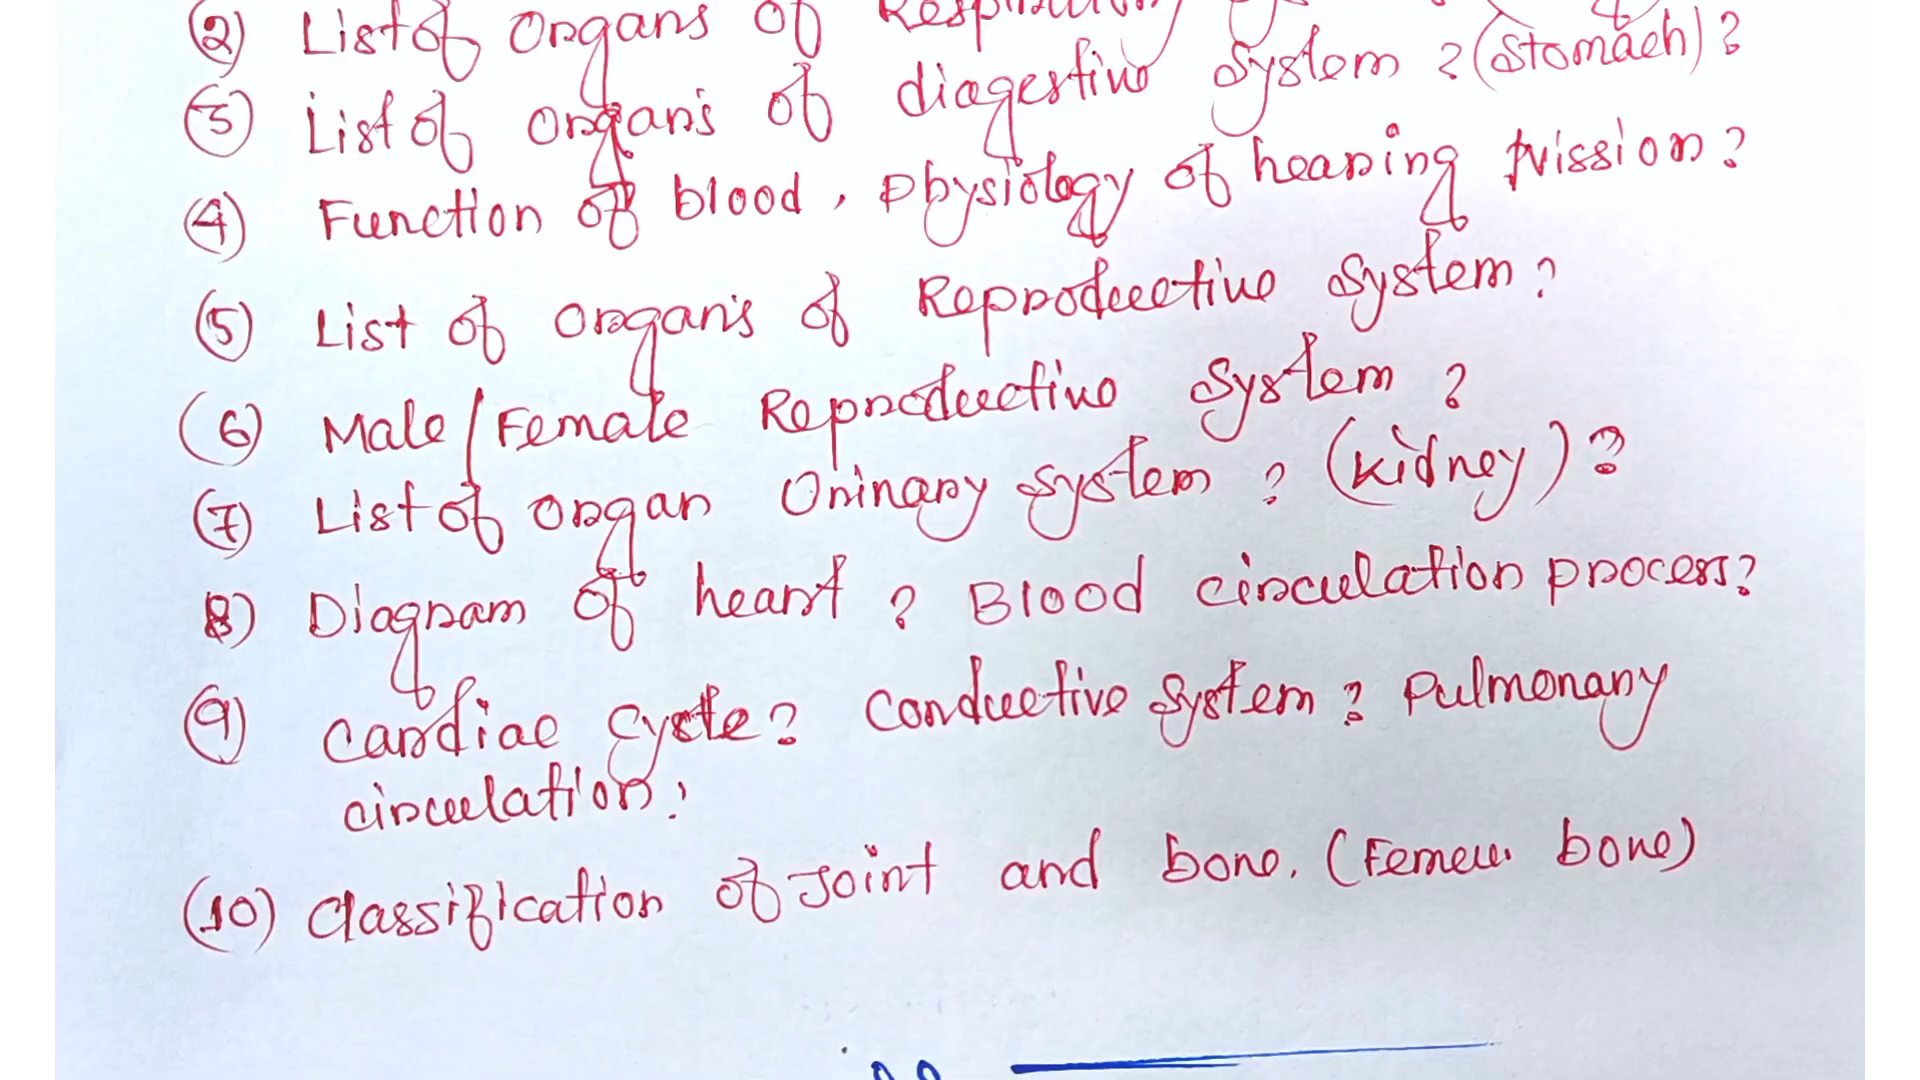 (2) List of organs of
(3) List of organ's of diagestive system ? (Stomach) ?
(4) Function of blood, physiology of hearing vission ?
(5) List of organ's of Reproductive system ?
(6) Male / Female Reproductive system ?
(7) List of organ Urinary system ? (Kidney) ?
8) Diagram of heart ? Blood circulation process ?
(9) Cardiac cycle ? Conductive system ? Pulmonary
circulation ?
(10) Classification of Joint and bone. (Femur bone)